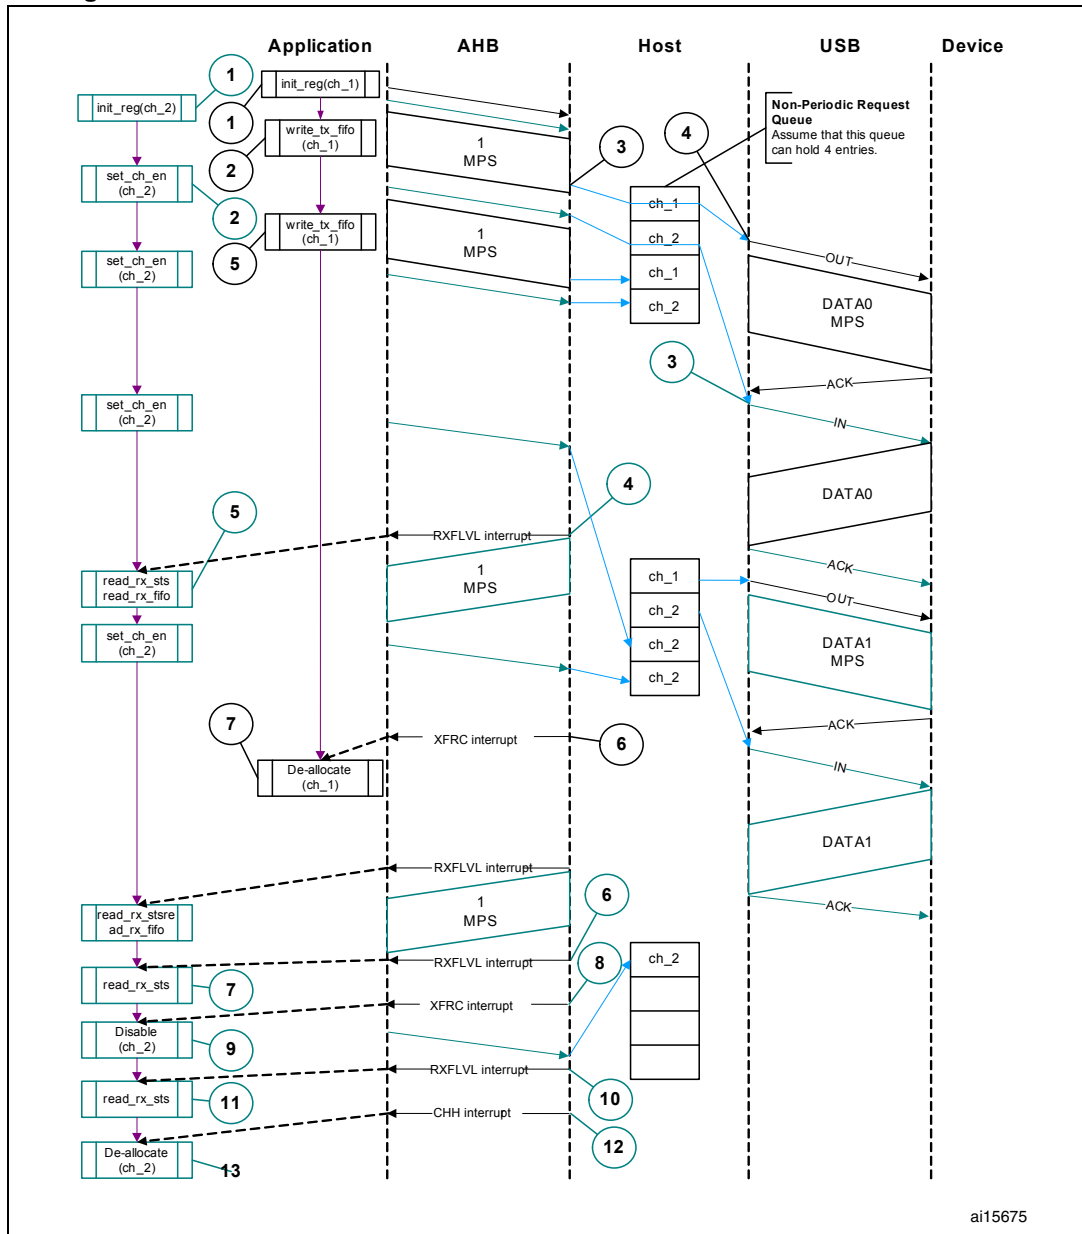 Application
AHB
Host
USB
Device
1
init_reg(ch_1)
init_reg(ch_2)
1
Non-Periodic Request
Queue
Assume that this queue
can hold 4 entries.
write_tx_fifo
(ch_1)
1
MPS
3
4
2
set_ch_en
(ch_2)
2
ch_1
write_tx_fifo
(ch_1)
1
MPS
ch_2
5
set_ch_en
(ch_2)
ch_1
OUT
ch_2
DATA0
MPS
3
ACK
set_ch_en
(ch_2)
IN
4
DATA0
5
RXFLVL interrupt
ACK
read_rx_sts
read_rx_fifo
1
MPS
ch_1
OUT
ch_2
set_ch_en
(ch_2)
ch_2
DATA1
MPS
ch_2
7
ACK
XFRC interrupt
6
IN
De-allocate
(ch_1)
DATA1
RXFLVL interrupt
6
1
MPS
ACK
read_rx_stsre
ad_rx_fifo
RXFLVL interrupt
8
ch_2
read_rx_sts
7
XFRC interrupt
Disable
(ch_2)
9
RXFLVL interrupt
read_rx_sts
11
10
CHH interrupt
12
De-allocate
(ch_2)
13
ai15675